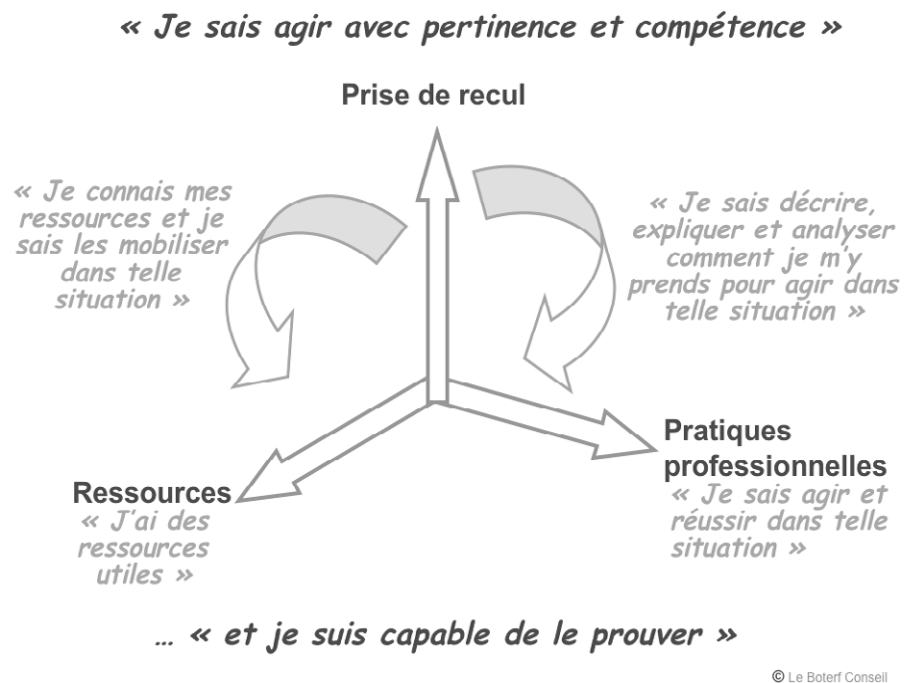 « Je sais agir avec pertinence et compétence »
Prise de recul
« Je connais mes
ressources et je
sais les mobiliser
dans telle
situation »
« Je sais décrire,
expliquer et analyser
comment je m'y
prends pour agir dans
telle situation »
Ressources
« J'ai des
ressources
utiles »
Pratiques
professionnelles
« Je sais agir et
réussir dans telle
situation »
... « et je suis capable de le prouver »
© Le Boterf Conseil